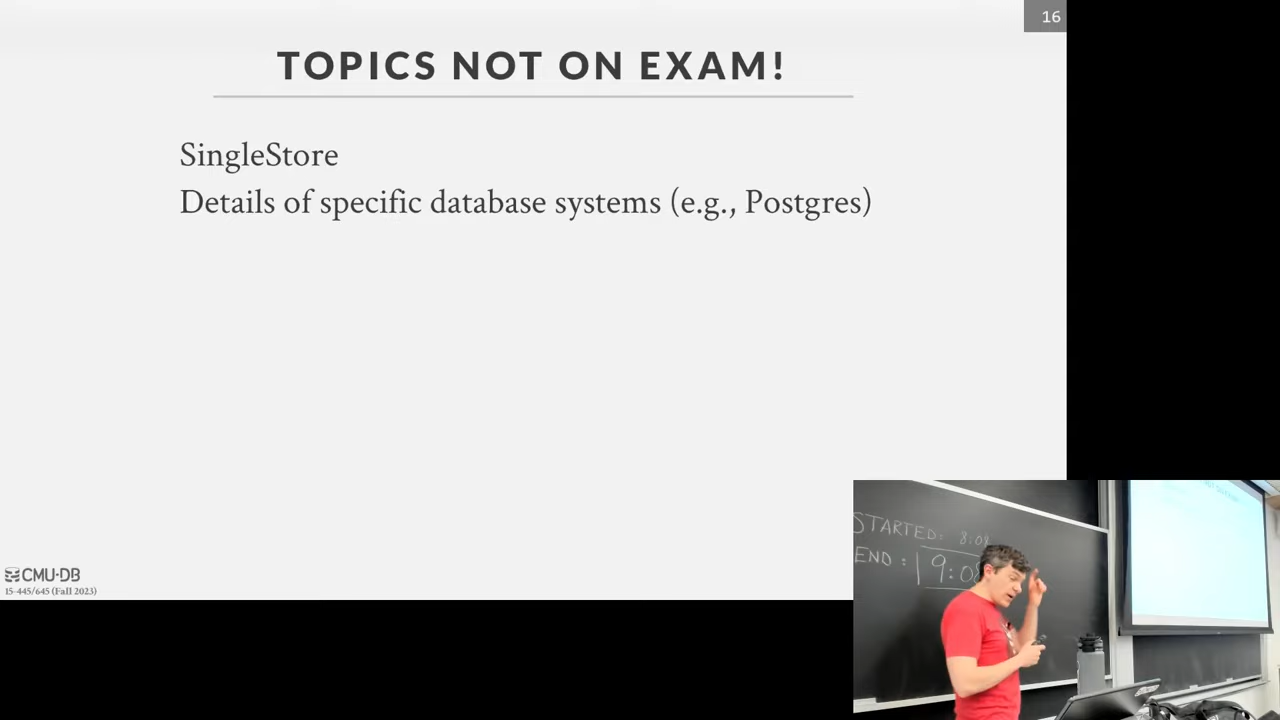 16
TOPICS NOT ON EXAM!
SingleStore
Details of specific database systems (e.g., Postgres)
CMU·DB
15-445/645 (Fall 2023)
STARTED: 8:08
END: 9:08